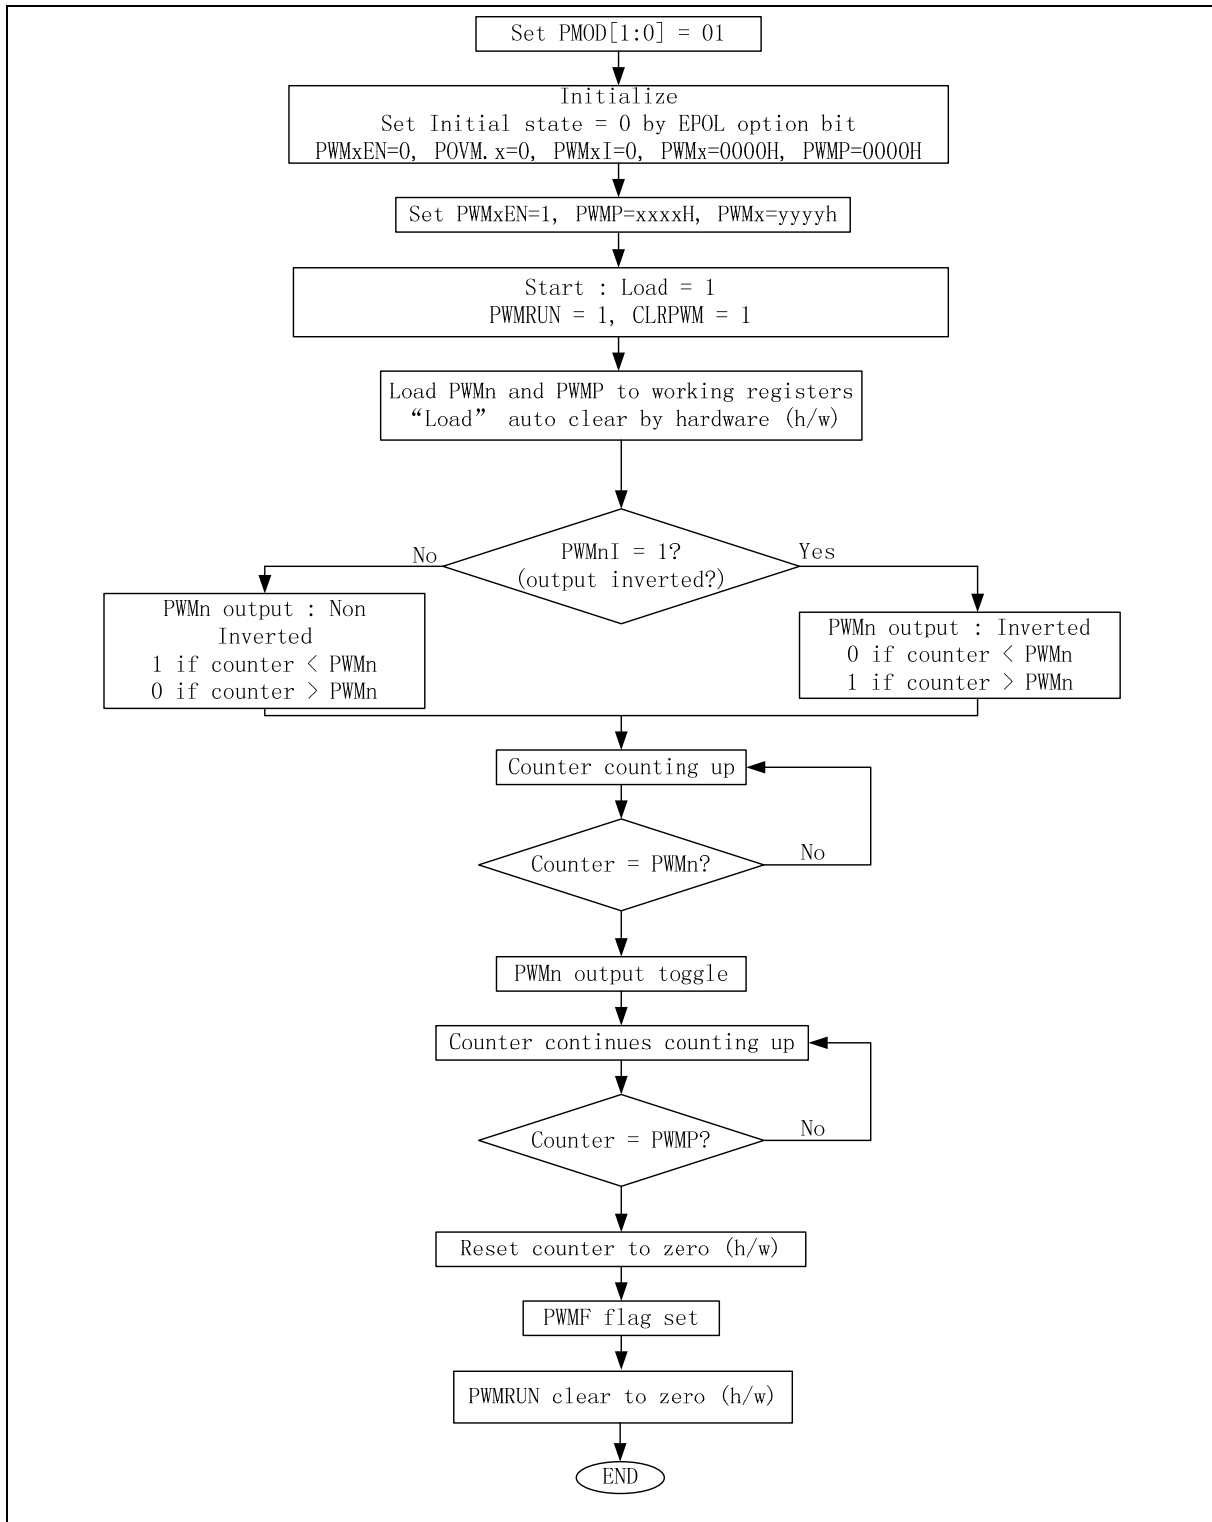 Set PMOD[1:0] = 01
Initialize
Set Initial state = 0 by EPOL option bit
PWMxEN=0, POVM.x=0, PWMxI=0, PWMx=0000H, PWMP=0000H
Set PWMxEN=1, PWMP=xxxxH, PWMx=yyyyh
Start : Load = 1
PWMRUN = 1, CLRPWM = 1
Load PWMn and PWMP to working registers
“Load” auto clear by hardware (h/w)
PWMnI = 1?
(output inverted?)
No
Yes
PWMn output : Non
Inverted
1 if counter < PWMn
0 if counter > PWMn
PWMn output : Inverted
0 if counter < PWMn
1 if counter > PWMn
Counter counting up
Counter = PWMn?
No
PWMn output toggle
Counter continues counting up
Counter = PWMP?
No
Reset counter to zero (h/w)
PWMF flag set
PWMRUN clear to zero (h/w)
END